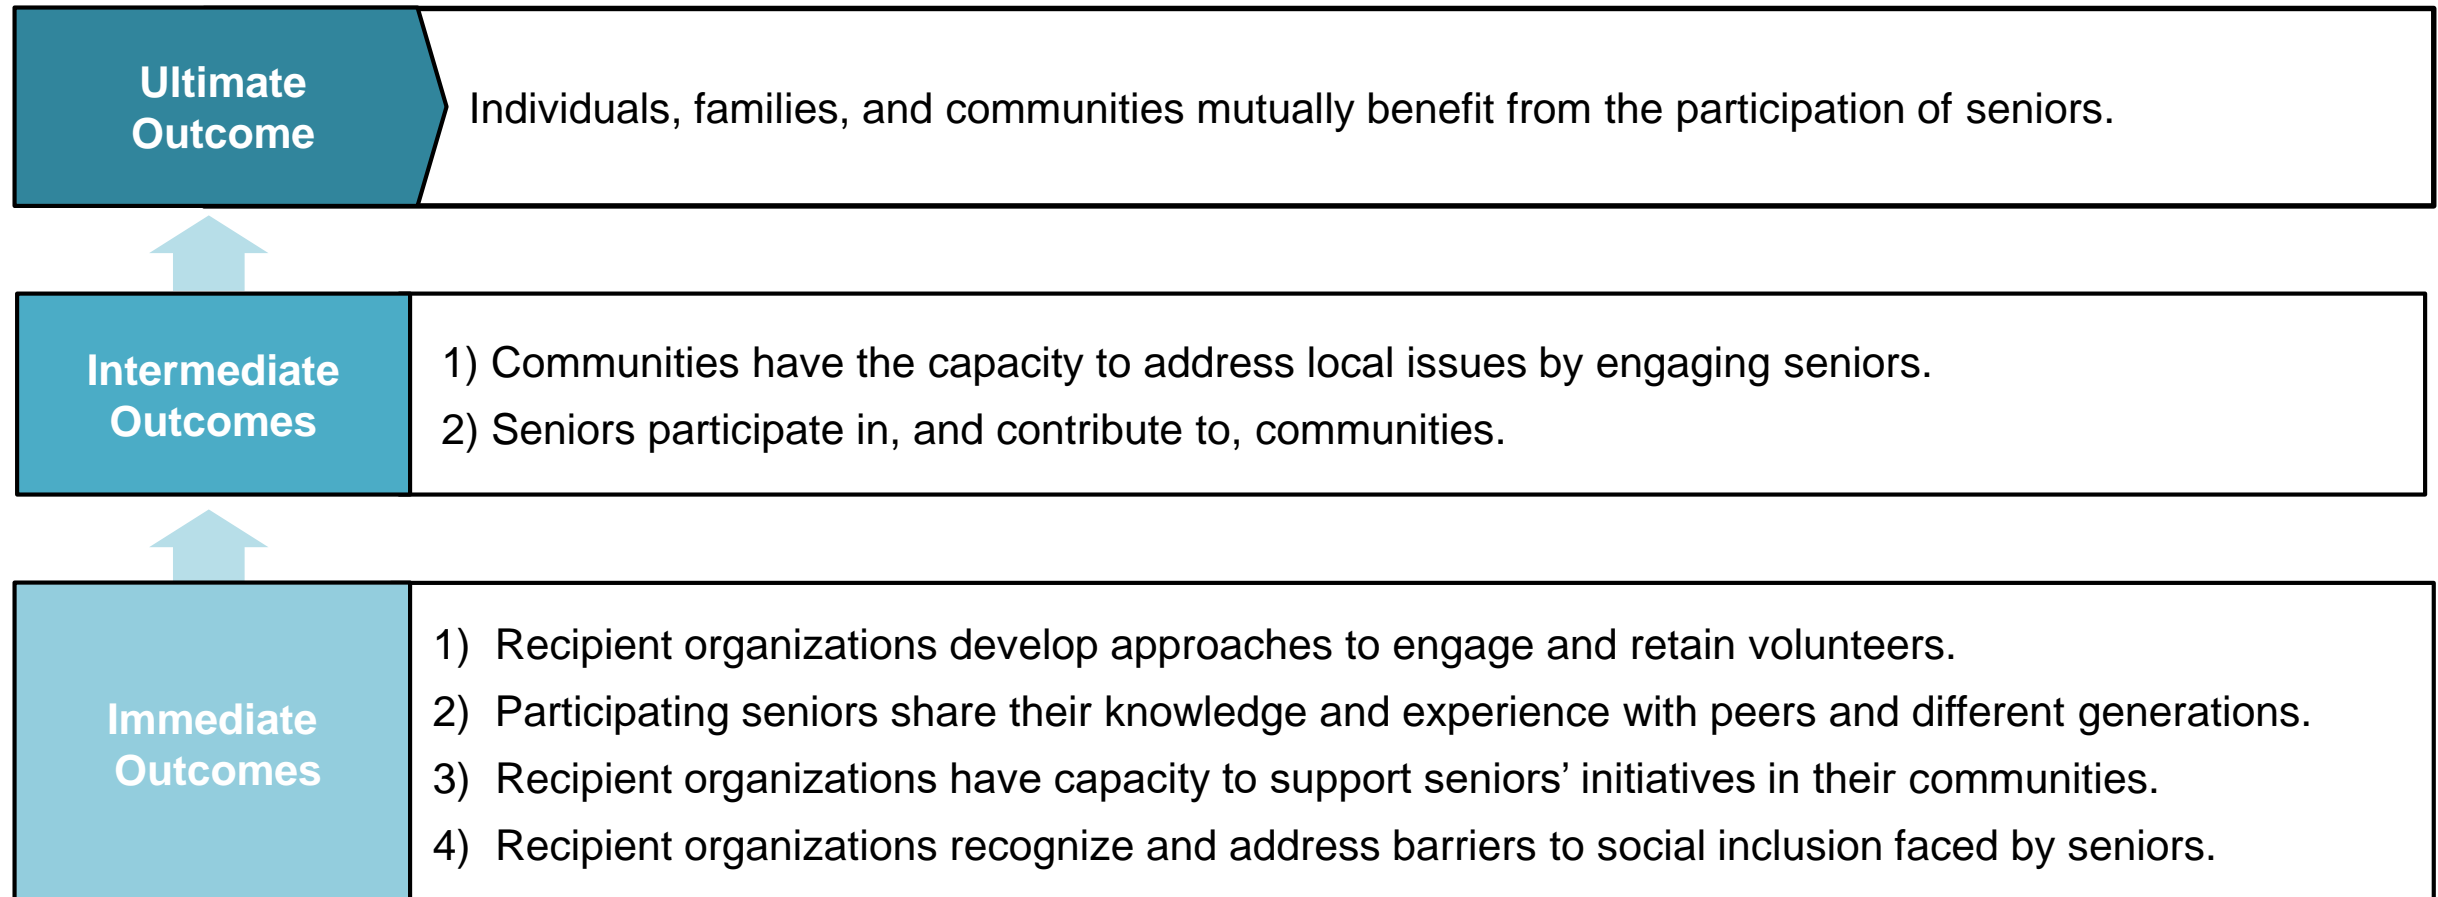 Ultimate
Outcome
Individuals, families, and communities mutually benefit from the participation of seniors.
Intermediate
Outcomes
1) Communities have the capacity to address local issues by engaging seniors.
2) Seniors participate in, and contribute to, communities.
Immediate
Outcomes
1) Recipient organizations develop approaches to engage and retain volunteers.
2) Participating seniors share their knowledge and experience with peers and different generations.
3) Recipient organizations have capacity to support seniors’ initiatives in their communities.
4) Recipient organizations recognize and address barriers to social inclusion faced by seniors.